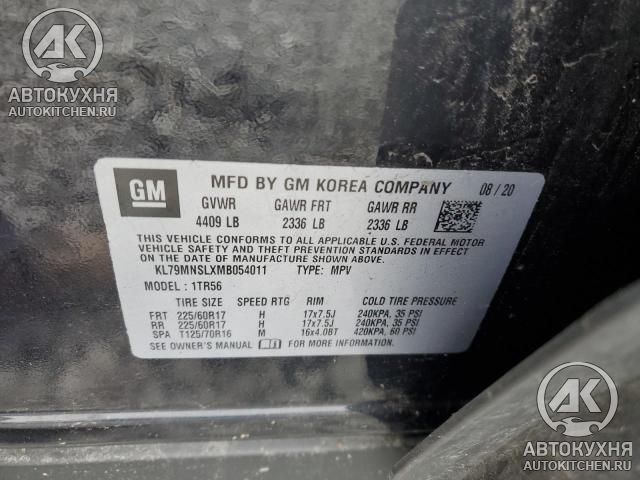 AK
АВТОКУХНЯ
AUTOKITCHEN.RU
GM MFD BY GM KOREA COMPANY 08/20
GVWR GAWR FRT GAWR RR
4409 LB 2336 LB 2336 LB
THIS VEHICLE CONFORMS TO ALL APPLICABLE U.S. FEDERAL MOTOR
VEHICLE SAFETY AND THEFT PREVENTION STANDARDS IN EFFECT ON
THE DATE OF MANUFACTURE SHOWN ABOVE.
KL79MNSLXMB054011 TYPE: MPV
MODEL: 1TR56
TIRE SIZE SPEED RTG RIM COLD TIRE PRESSURE
FRT 225/60R17 H 17x7.5J 240KPA, 35 PSI
RR 225/60R17 H 17x7.5J 240KPA, 35 PSI
SPA T125/70R16 M 16x4.0BT 420KPA, 60 PSI
SEE OWNER'S MANUAL FOR MORE INFORMATION.
AK
АВТОКУХНЯ
AUTOKITCHEN.RU